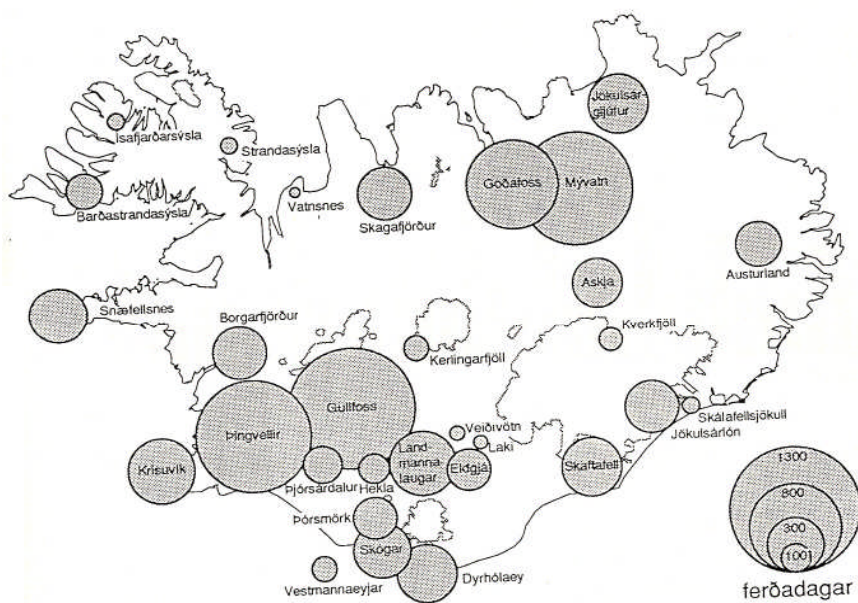 Jökulsár-
gljúfur
Ísafjarðarsýsla
Strandasýsla
Goðafoss
Mývatn
Barðastrandasýsla
Vatnsnes
Skagafjörður
Austurland
Askja
Snæfellsnes
Borgarfjörður
Kverkfjöll
Kerlingarfjöll
Gullfoss
Skálafellsjökull
Jökulsárlón
Þingvellir
Veiðivötn
Laki
Land-
manna-
laugar
Eldgjá
Krísuvík
Skaftafell
Þjórsárdalur
Hekla
Þórsmörk
Skógar
Vestmannaeyjar
Dyrhólaey
1300
800
300
100
ferðadagar